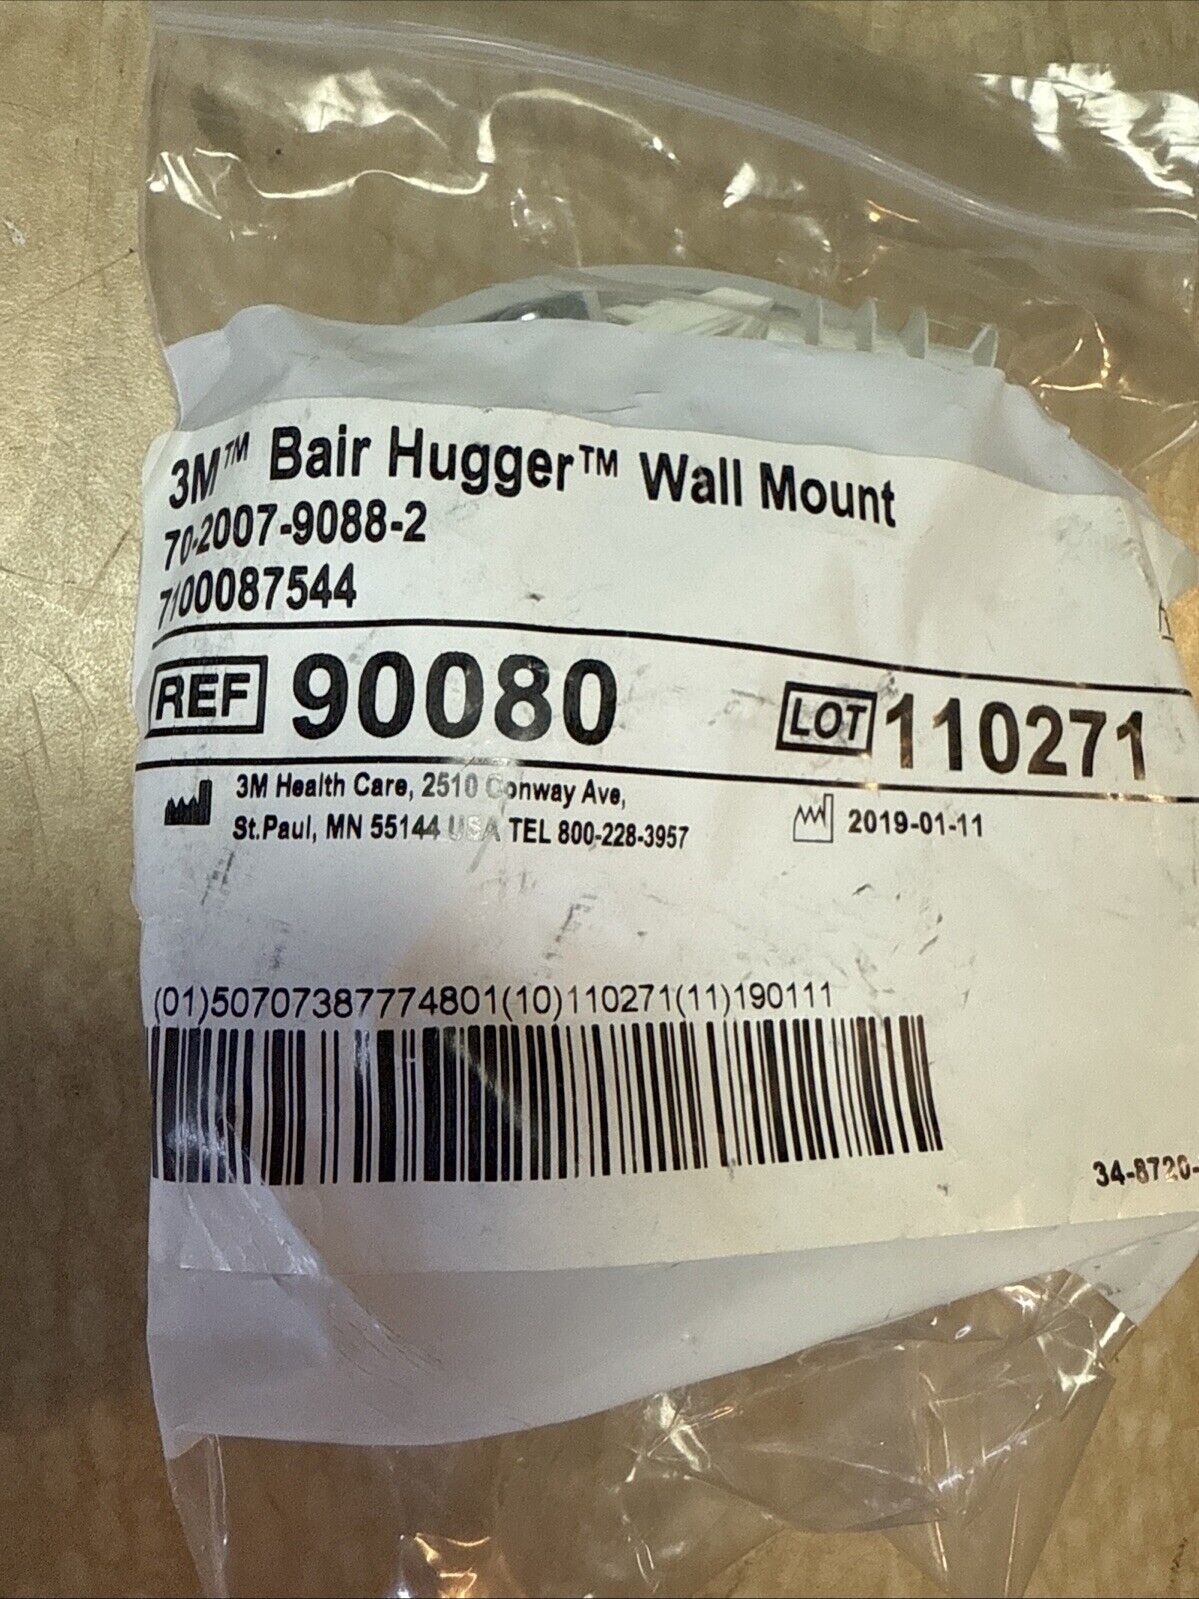 3M™ Bair Hugger™ Wall Mount
70-2007-9088-2
7100087544
REF 90080
LOT 110271
3M Health Care, 2510 Conway Ave,
St.Paul, MN 55144 USA TEL 800-228-3957
2019-01-11
(01)50707387774801(10)110271(11)190111
34-8720-